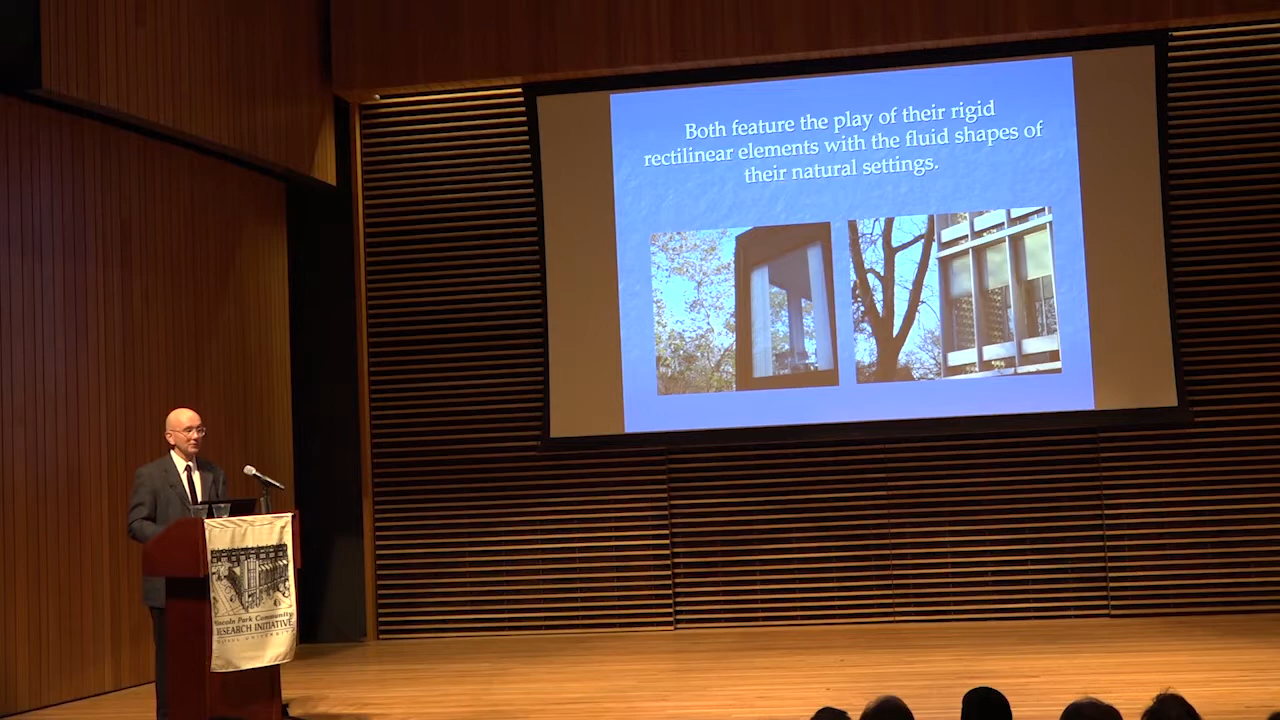 Both feature the play of their rigid
rectilinear elements with the fluid shapes of
their natural settings.
Lincoln Park Community
RESEARCH INITIATIVE